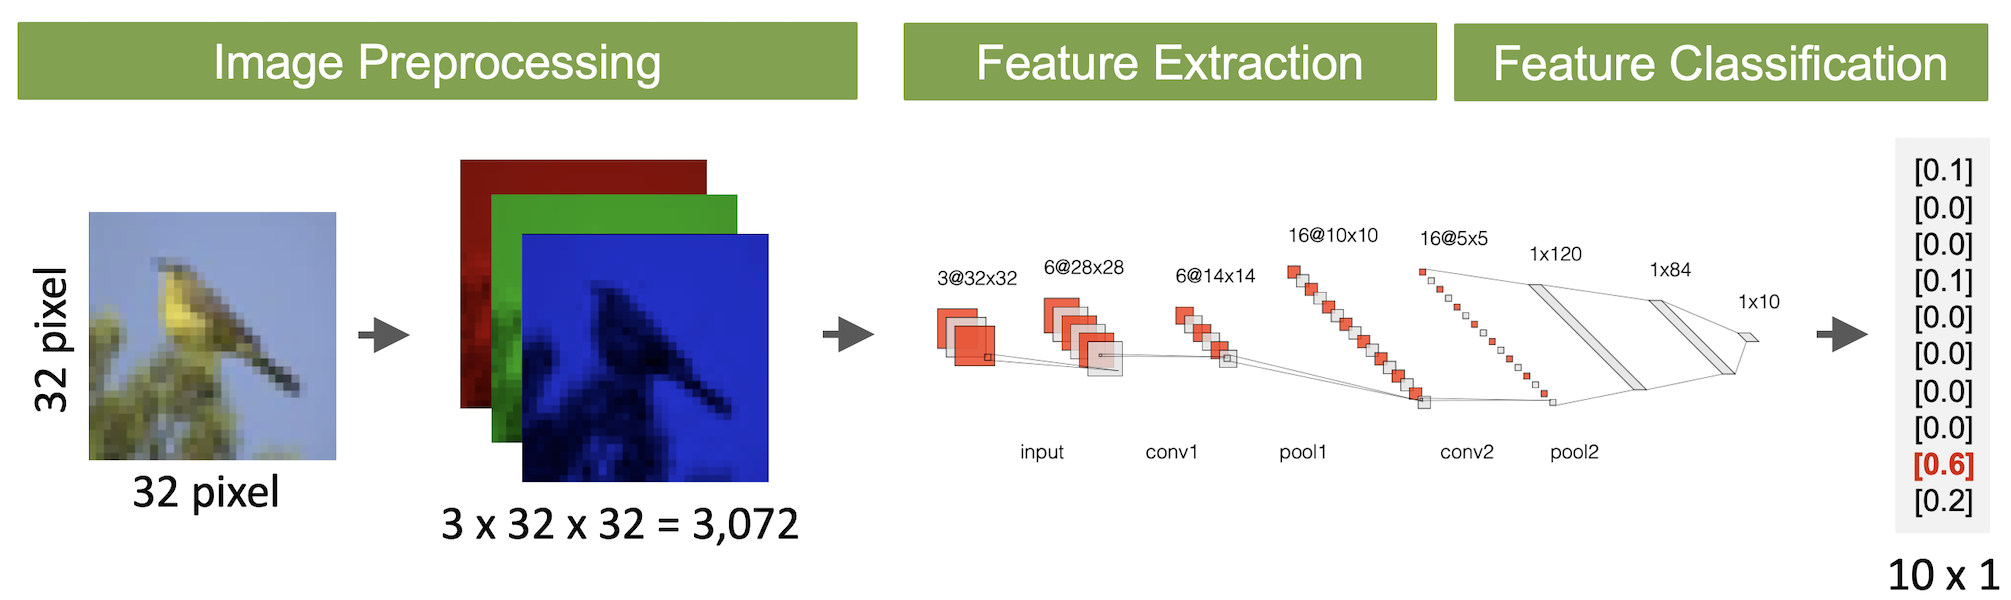 Image Preprocessing
Feature Extraction
Feature Classification
32 pixel
32 pixel
3 x 32 x 32 = 3,072
3@32x32
6@28x28
6@14x14
16@10x10
16@5x5
1x120
1x84
1x10
input
conv1
pool1
conv2
pool2
[0.1]
[0.0]
[0.0]
[0.1]
[0.0]
[0.0]
[0.0]
[0.0]
[0.6]
[0.2]
10 x 1